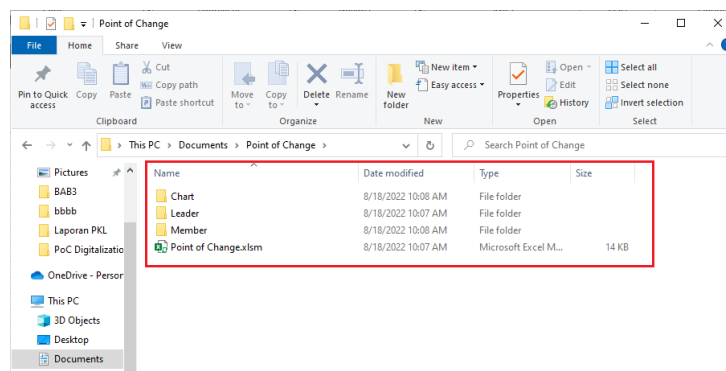 Point of Change
File Home Share View
Pin to Quick access
Copy
Paste
Cut
Copy path
Paste shortcut
Clipboard
Move to
Copy to
Delete
Rename
Organize
New folder
New item
Easy access
New
Properties
Open
Edit
History
Open
Select all
Select none
Invert selection
Select
This PC > Documents > Point of Change >
Search Point of Change
Pictures
BAB3
bbbb
Laporan PKL
PoC Digitalizatio
OneDrive - Person
This PC
3D Objects
Desktop
Documents
Name Date modified Type Size
Chart 8/18/2022 10:08 AM File folder
Leader 8/18/2022 10:07 AM File folder
Member 8/18/2022 10:08 AM File folder
Point of Change.xlsm 8/18/2022 10:07 AM Microsoft Excel M... 14 KB